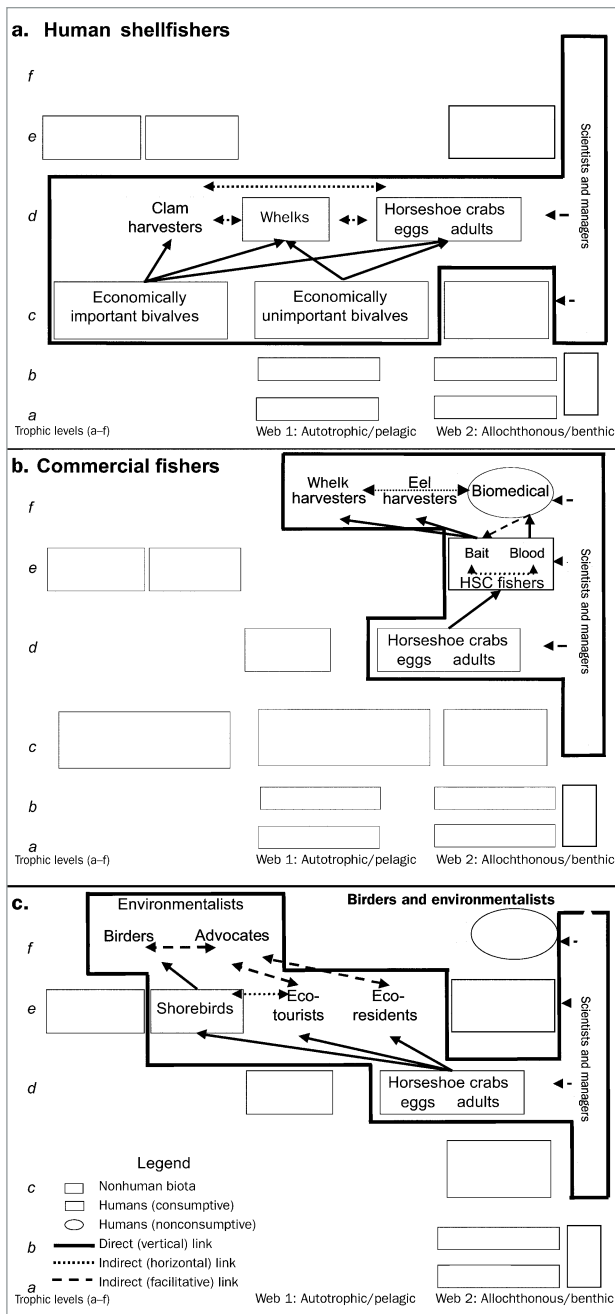 a. Human shellfishers
f
e
Scientists and managers
d
Clam
harvesters
Whelks
Horseshoe crabs
eggs adults
c
Economically
important bivalves
Economically
unimportant bivalves
b
a
Trophic levels (a–f)
Web 1: Autotrophic/pelagic
Web 2: Allochthonous/benthic
b. Commercial fishers
f
Whelk
harvesters
Eel
harvesters
Biomedical
e
Bait Blood
HSC fishers
Scientists and managers
d
Horseshoe crabs
eggs adults
c
b
a
Trophic levels (a–f)
Web 1: Autotrophic/pelagic
Web 2: Allochthonous/benthic
c.
Birders and environmentalists
Environmentalists
f
Birders Advocates
e
Shorebirds
Eco-
tourists
Eco-
residents
Scientists and managers
d
Horseshoe crabs
eggs adults
Legend
c
Nonhuman biota
Humans (consumptive)
Humans (nonconsumptive)
b
Direct (vertical) link
Indirect (horizontal) link
Indirect (facilitative) link
a
Trophic levels (a–f)
Web 1: Autotrophic/pelagic
Web 2: Allochthonous/benthic